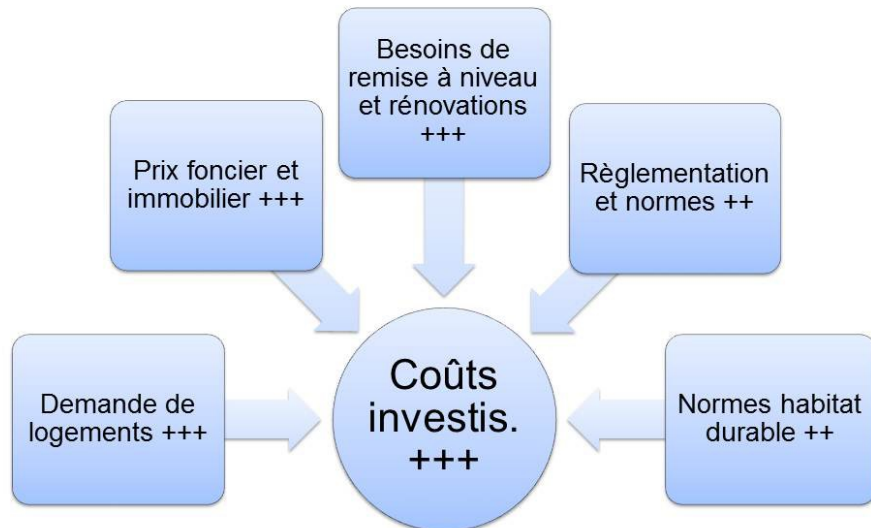 Besoins de
remise à niveau
et rénovations
+++
Prix foncier et
immobilier +++
Règlementation
et normes ++
Demande de
logements +++
Coûts
investis.
+++
Normes habitat
durable ++